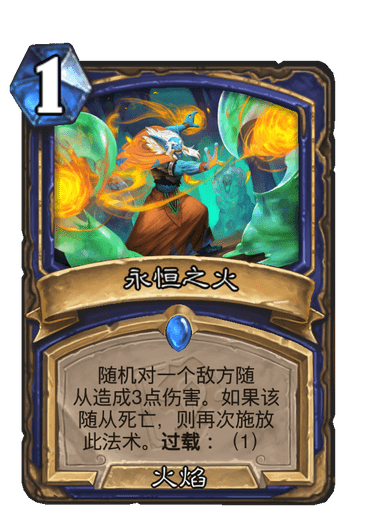 1
永恒之火
随机对一个敌方随
从造成3点伤害。如果该
随从死亡，则再次施放
此法术。过载：（1）
火焰